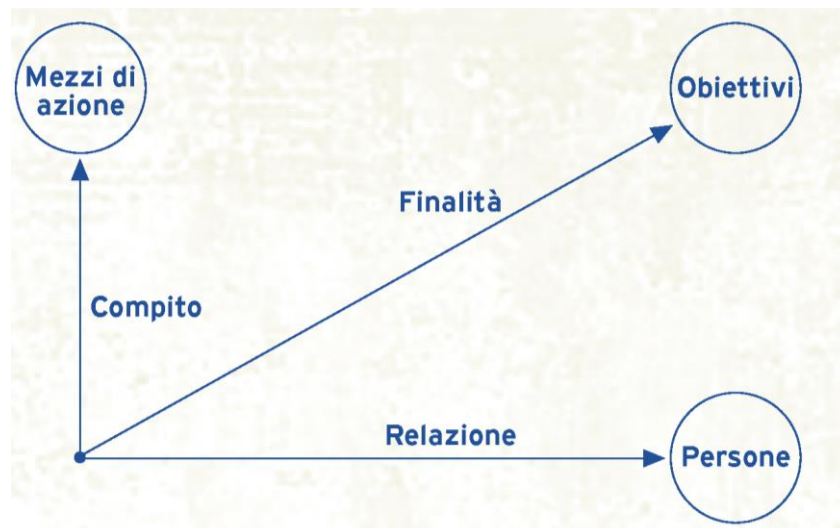 Mezzi di
azione
Obiettivi
Finalità
Compito
Relazione
Persone